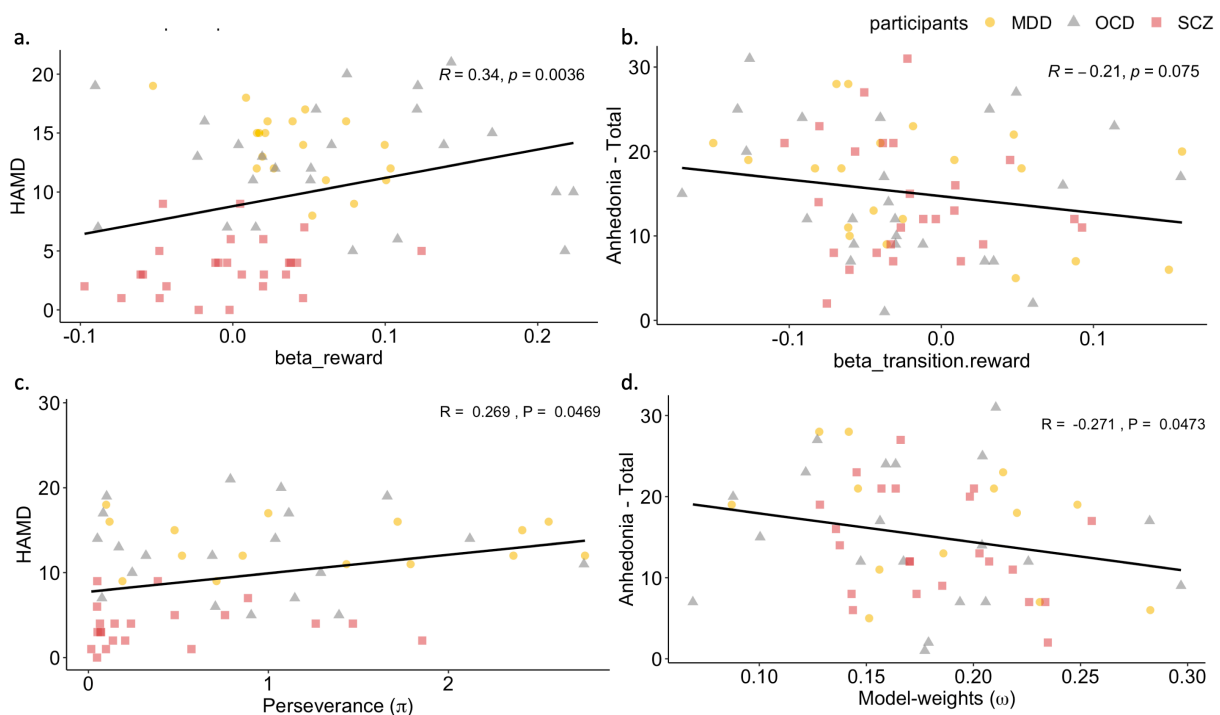 participants MDD OCD SCZ
a.
R = 0.34, p = 0.0036
HAMD
20
15
10
5
0
-0.1 0.0 0.1 0.2
beta_reward
b.
R = − 0.21, p = 0.075
Anhedonia - Total
30
20
10
0
-0.1 0.0 0.1
beta_transition.reward
c.
R = 0.269 , P = 0.0469
HAMD
30
20
10
0
0 1 2
Perseverance (π)
d.
R = -0.271 , P = 0.0473
Anhedonia - Total
30
20
10
0
0.10 0.15 0.20 0.25 0.30
Model-weights (ω)